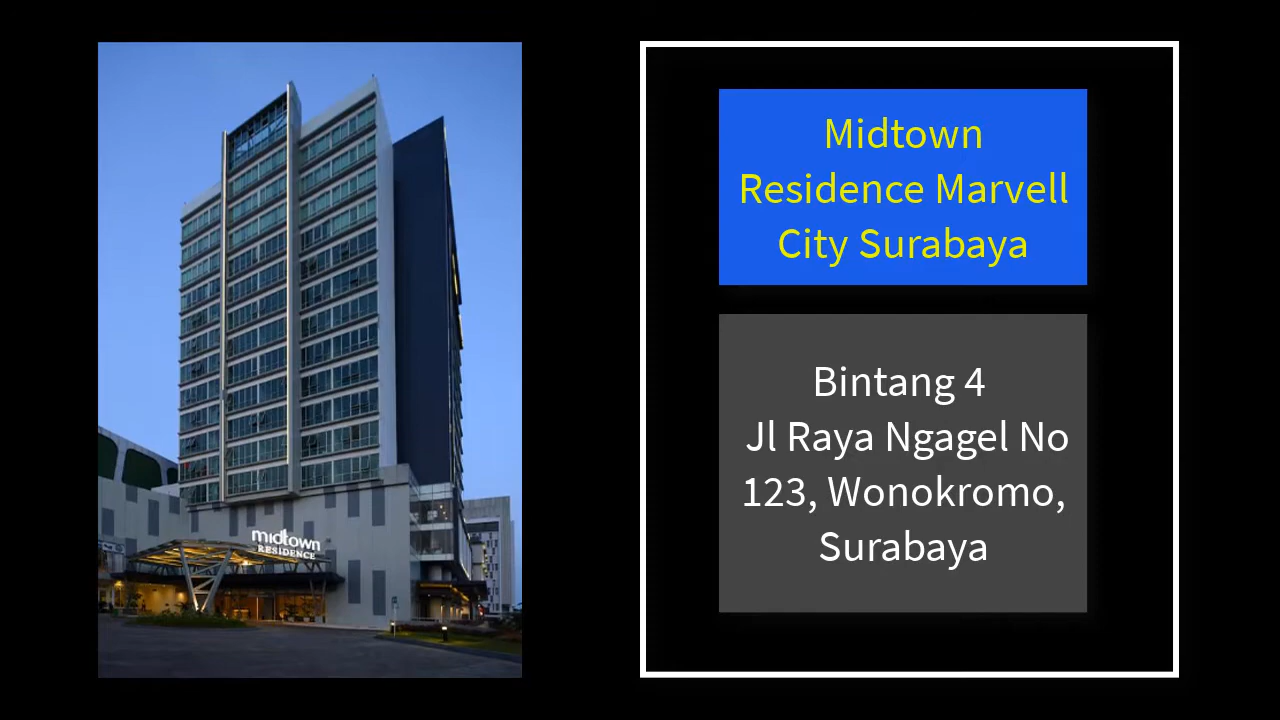 midtown
RESIDENCE
Midtown
Residence Marvell
City Surabaya
Bintang 4
Jl Raya Ngagel No
123, Wonokromo,
Surabaya